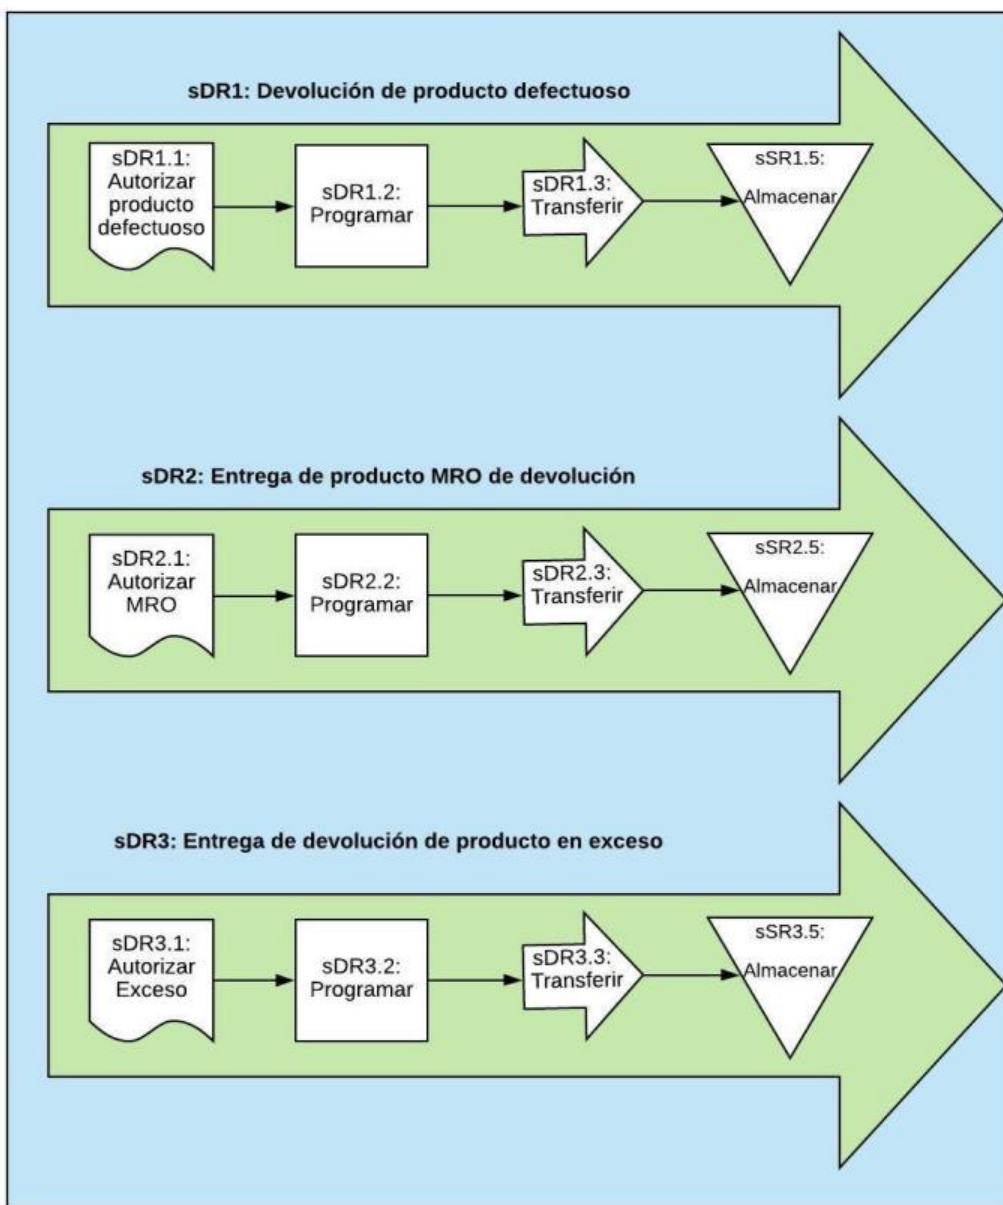 sDR1: Devolución de producto defectuoso
sDR1.1:
Autorizar
producto
defectuoso
sDR1.2:
Programar
sDR1.3:
Transferir
sSR1.5:
Almacenar
sDR2: Entrega de producto MRO de devolución
sDR2.1:
Autorizar
MRO
sDR2.2:
Programar
sDR2.3:
Transferir
sSR2.5:
Almacenar
sDR3: Entrega de devolución de producto en exceso
sDR3.1:
Autorizar
Exceso
sDR3.2:
Programar
sDR3.3:
Transferir
sSR3.5:
Almacenar